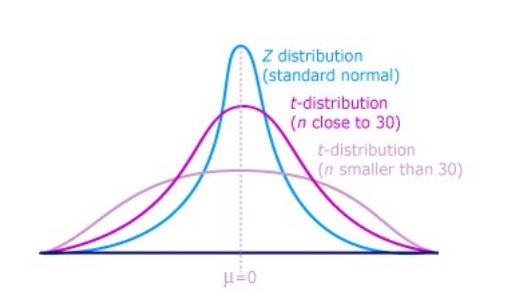 Z distribution
(standard normal)
t-distribution
(n close to 30)
t-distribution
(n smaller than 30)
μ=0